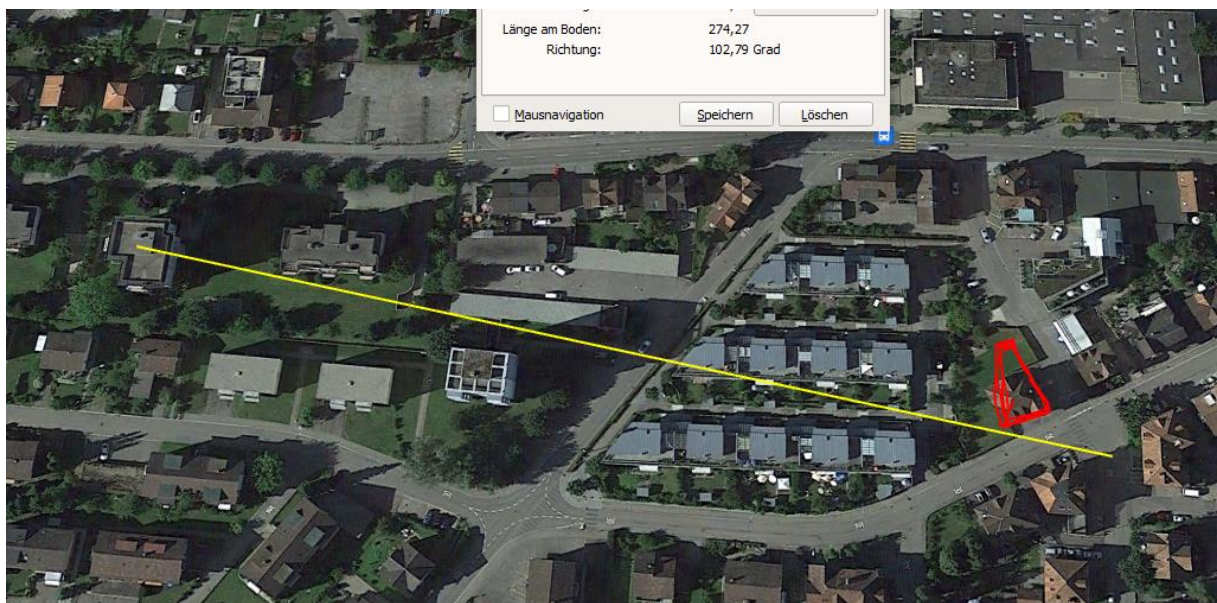 Länge am Boden: 274,27
Richtung: 102,79 Grad
Mausnavigation Speichern Löschen